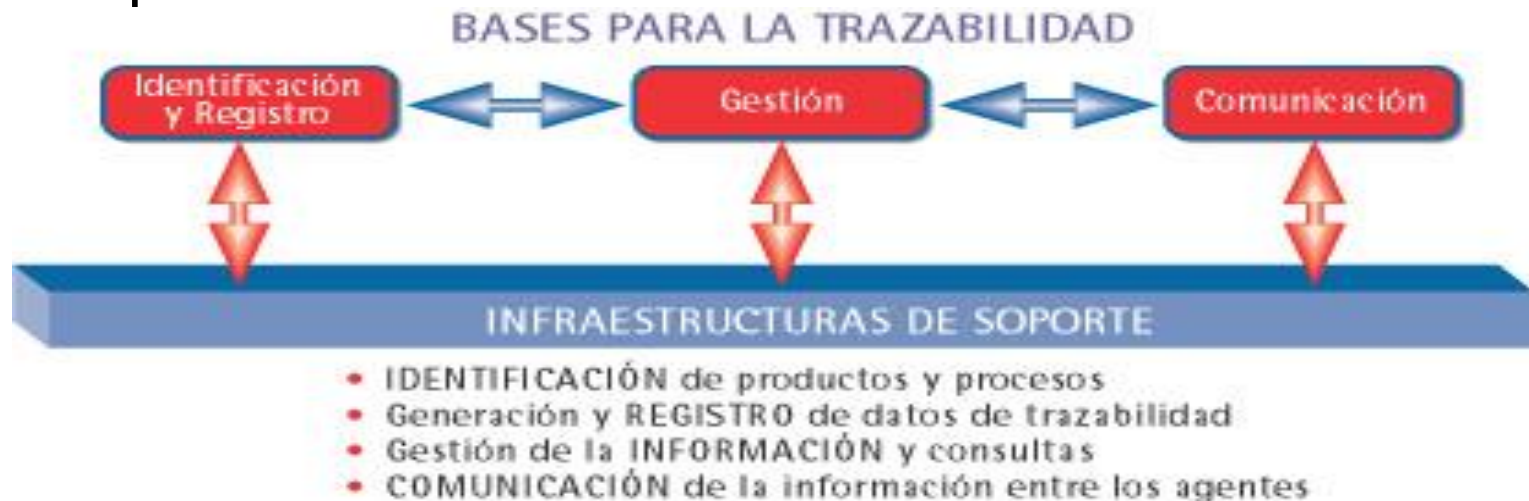 BASES PARA LA TRAZABILIDAD
Identificación
y Registro
Gestión
Comunicación
INFRAESTRUCTURAS DE SOPORTE
• IDENTIFICACIÓN de productos y procesos
• Generación y REGISTRO de datos de trazabilidad
• Gestión de la INFORMACIÓN y consultas
• COMUNICACIÓN de la información entre los agentes